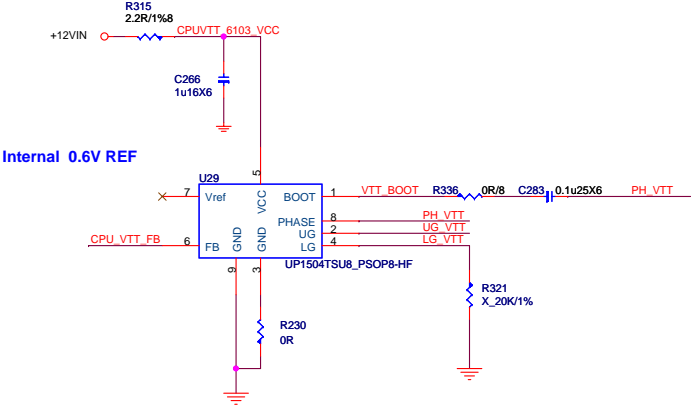 R315
2.2R/1%8
+12VIN
CPUVTT_6103_VCC
C266
1u16X6
Internal 0.6V REF
U29
5
7
Vref
VCC
BOOT
1
VTT_BOOT
R336
0R/8
C283
0.1u25X6
PH_VTT
PHASE
8
PH_VTT
UG
2
UG_VTT
CPU_VTT_FB
6
FB
GND
GND
LG
4
LG_VTT
UP1504TSU8_PSOP8-HF
9
3
R321
X_20K/1%
R230
0R